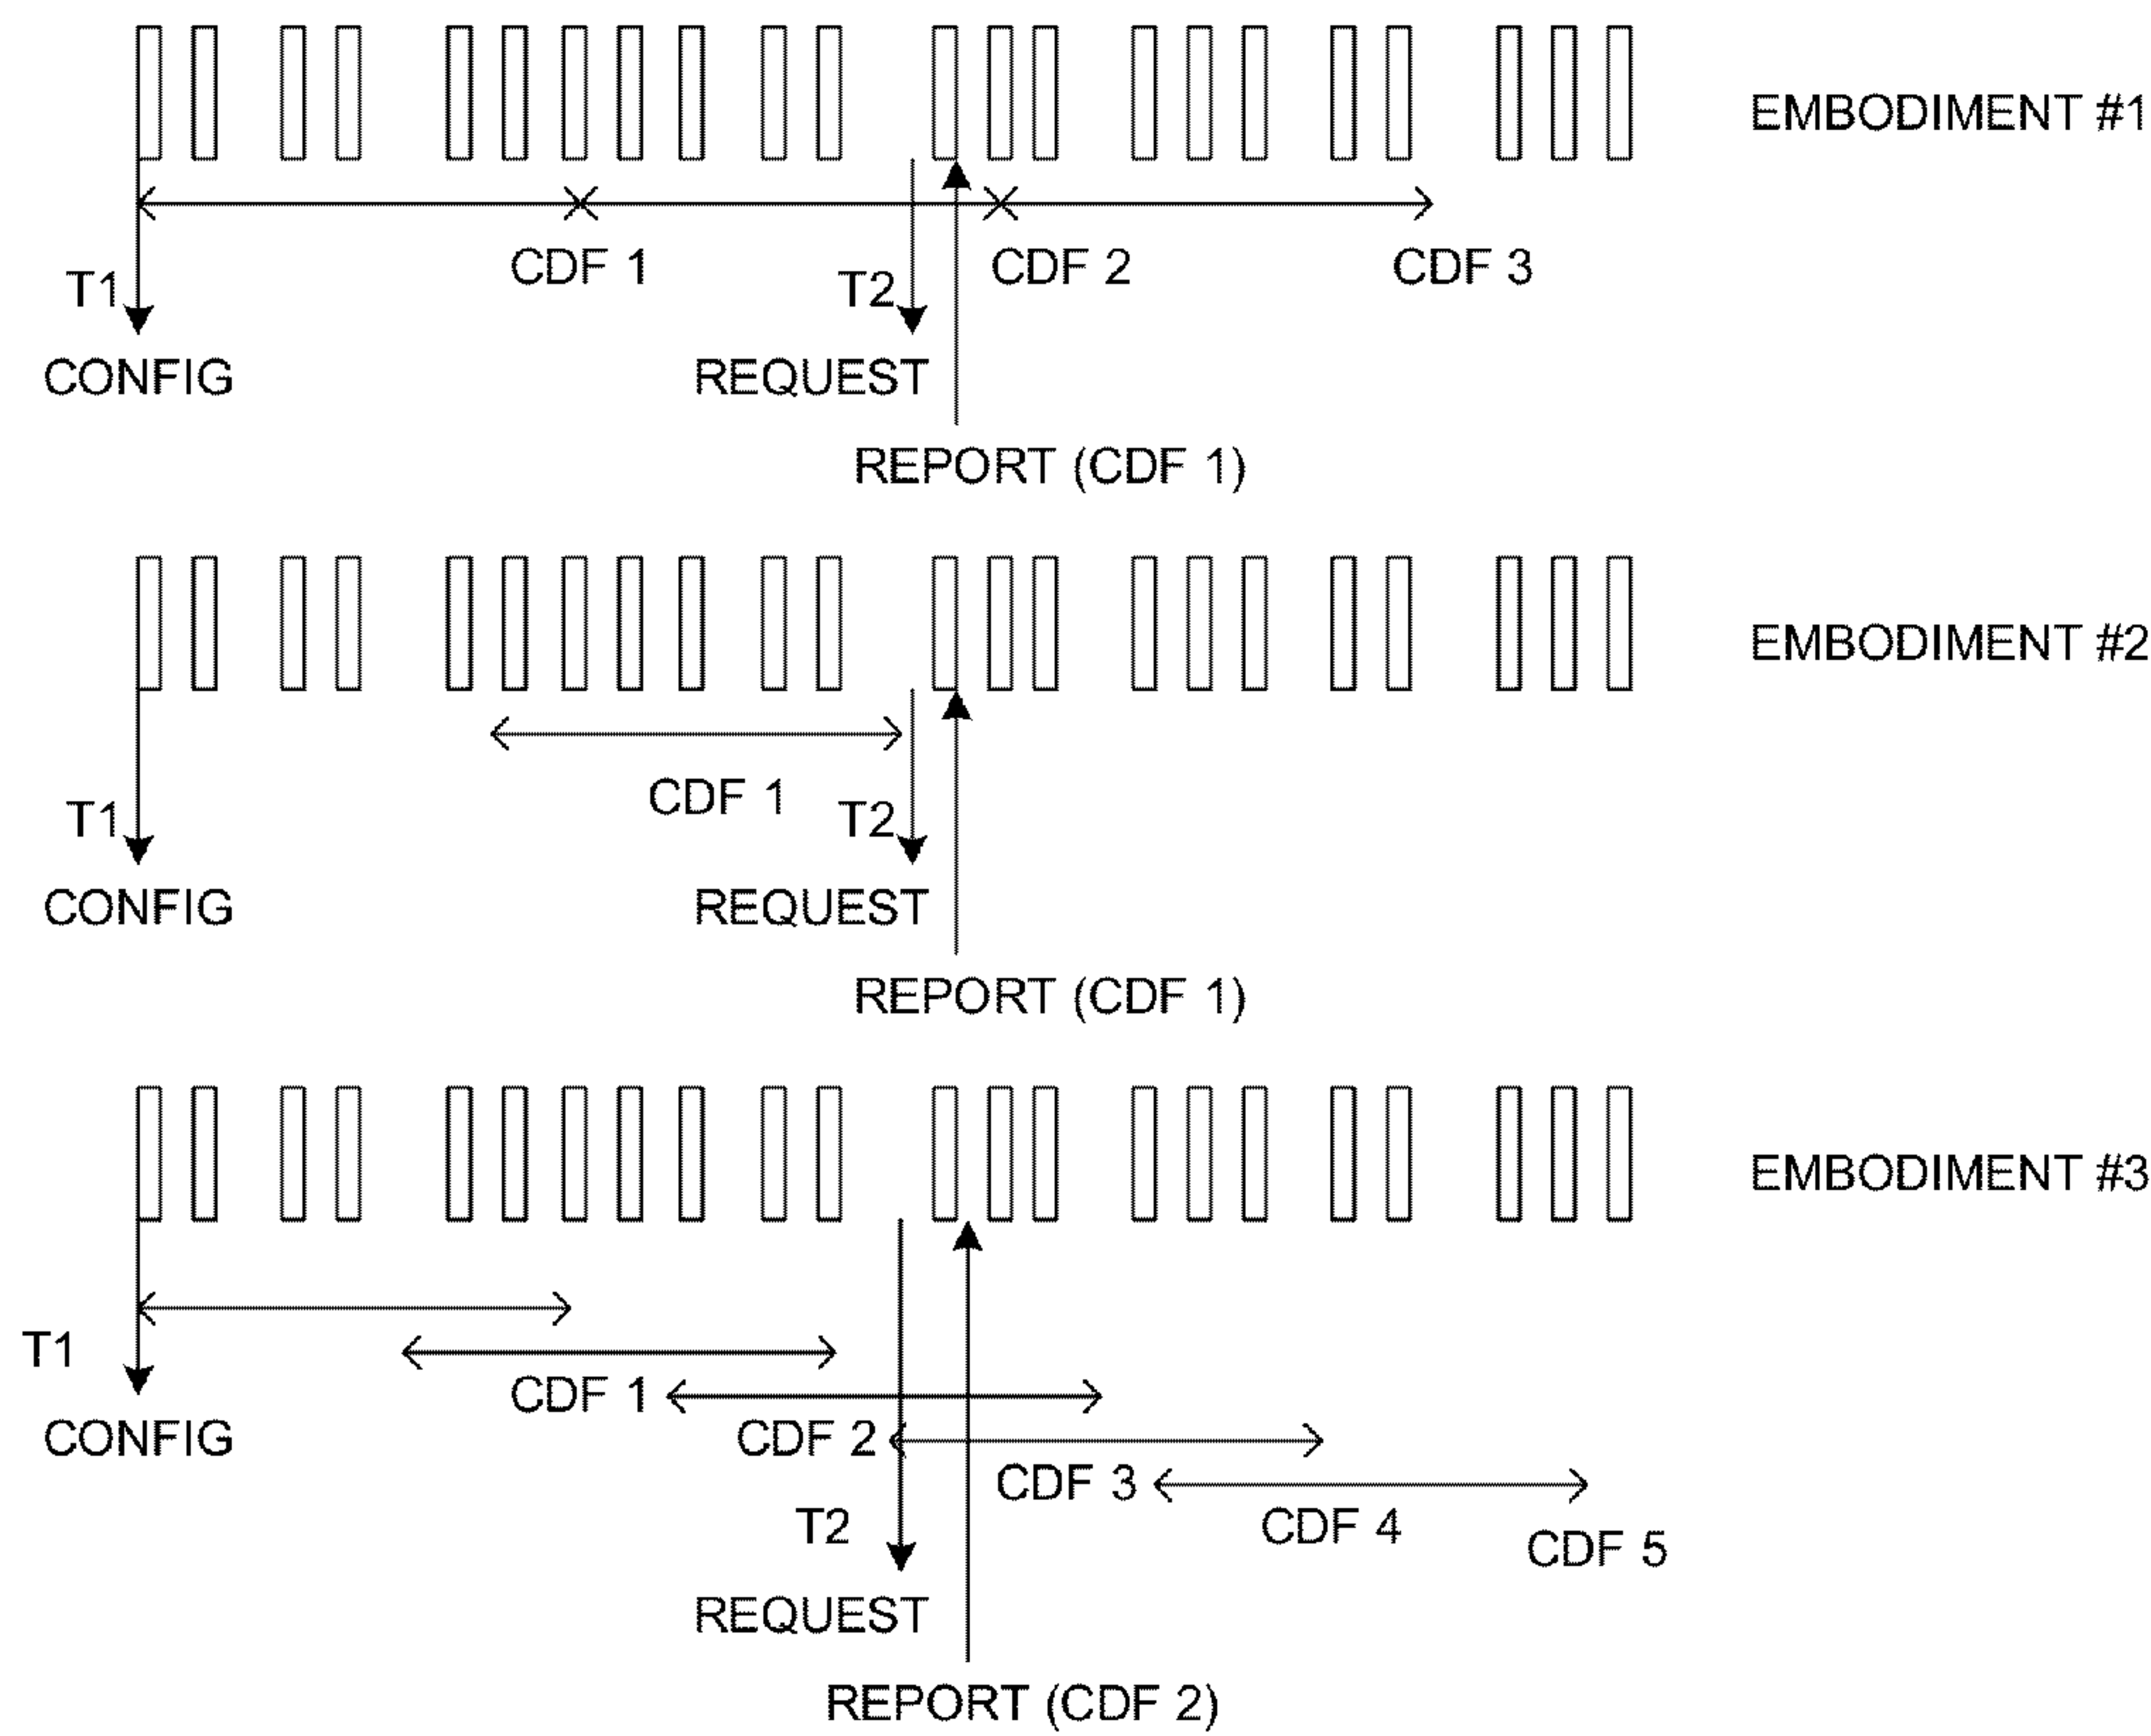 EMBODIMENT #1
CDF 1
CDF 2
CDF 3
T1
T2
CONFIG
REQUEST
REPORT (CDF 1)
EMBODIMENT #2
CDF 1
T1
T2
CONFIG
REQUEST
REPORT (CDF 1)
EMBODIMENT #3
T1
CDF 1
CONFIG
CDF 2
CDF 3
T2
CDF 4
CDF 5
REQUEST
REPORT (CDF 2)